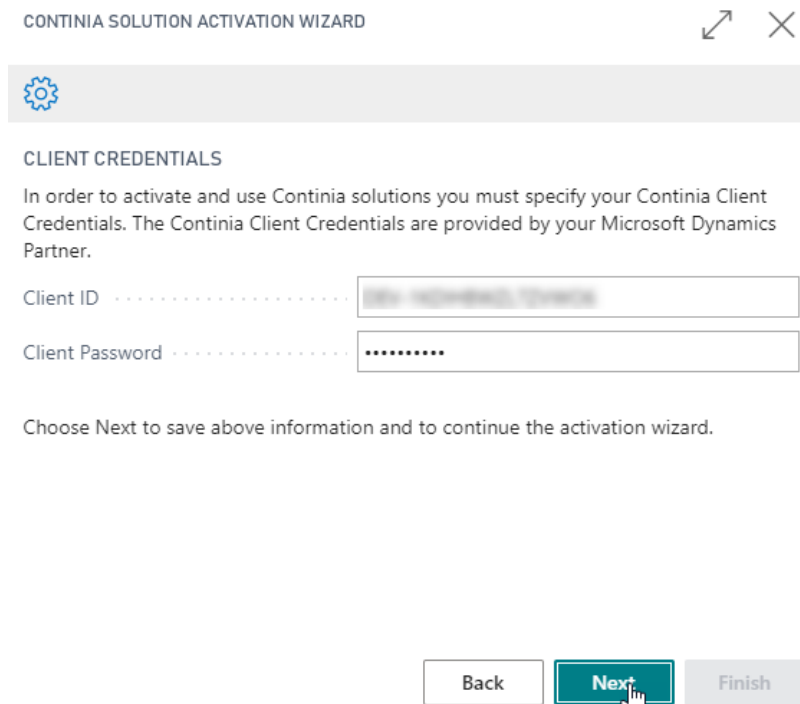 CONTINIA SOLUTION ACTIVATION WIZARD
CLIENT CREDENTIALS
In order to activate and use Continia solutions you must specify your Continia Client
Credentials. The Continia Client Credentials are provided by your Microsoft Dynamics
Partner.
Client ID
Client Password ••••••••••
Choose Next to save above information and to continue the activation wizard.
Back Next Finish